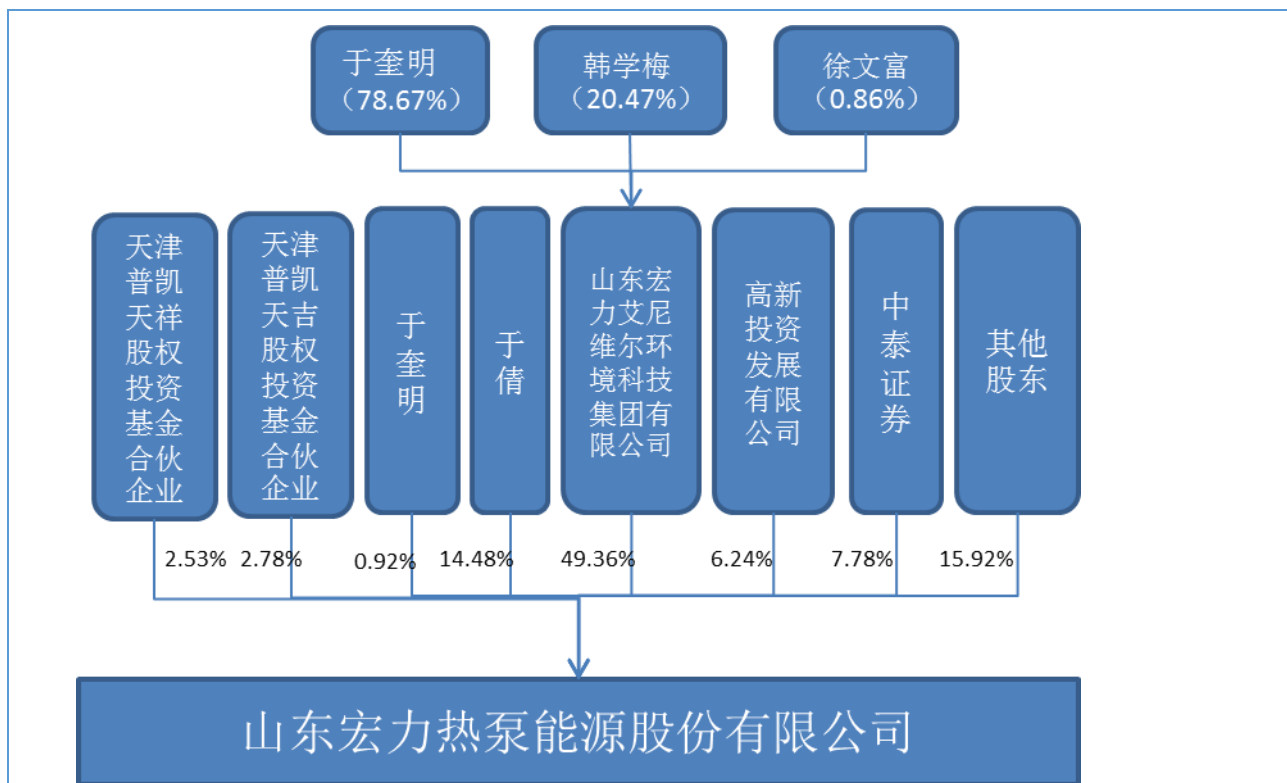 于奎明
（78.67%）
韩学梅
（20.47%）
徐文富
（0.86%）
天津
普凯
天祥
股权
投资
基金
合伙
企业
天津
普凯
天吉
股权
投资
基金
合伙
企业
于
奎
明
于
倩
山东宏
力艾尼
维尔环
境科技
集团有
限公司
高新
投资
发展
有限
公司
中
泰
证
券
其他
股东
2.53%
2.78%
0.92%
14.48%
49.36%
6.24%
7.78%
15.92%
山东宏力热泵能源股份有限公司